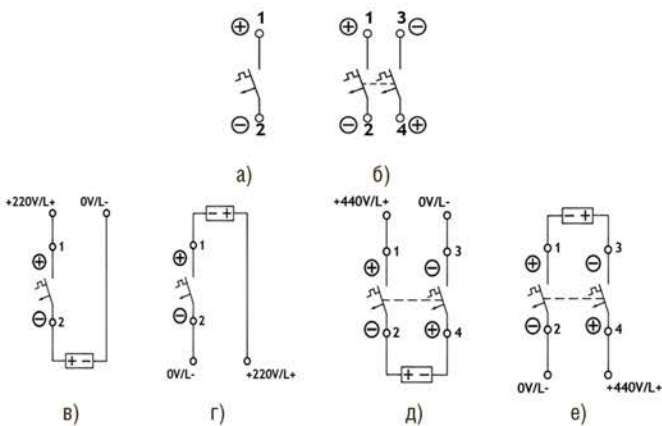 ⊕ 1 ⊕ 1 3 ⊖
⊖ 2 ⊖ 2 4 ⊕
а) б)
+220V/L+ 0V/L-
1
⊕
⊖
2
+ -
в)
- +
1
⊕
⊖
2
0V/L- +220V/L+
г)
+440V/L+ 0V/L-
1 3
⊕ ⊖
⊖ 2 ⊕ 4
+ -
д)
- +
1 3
⊕ ⊖
⊖ 2 ⊕ 4
0V/L- +440V/L+
е)